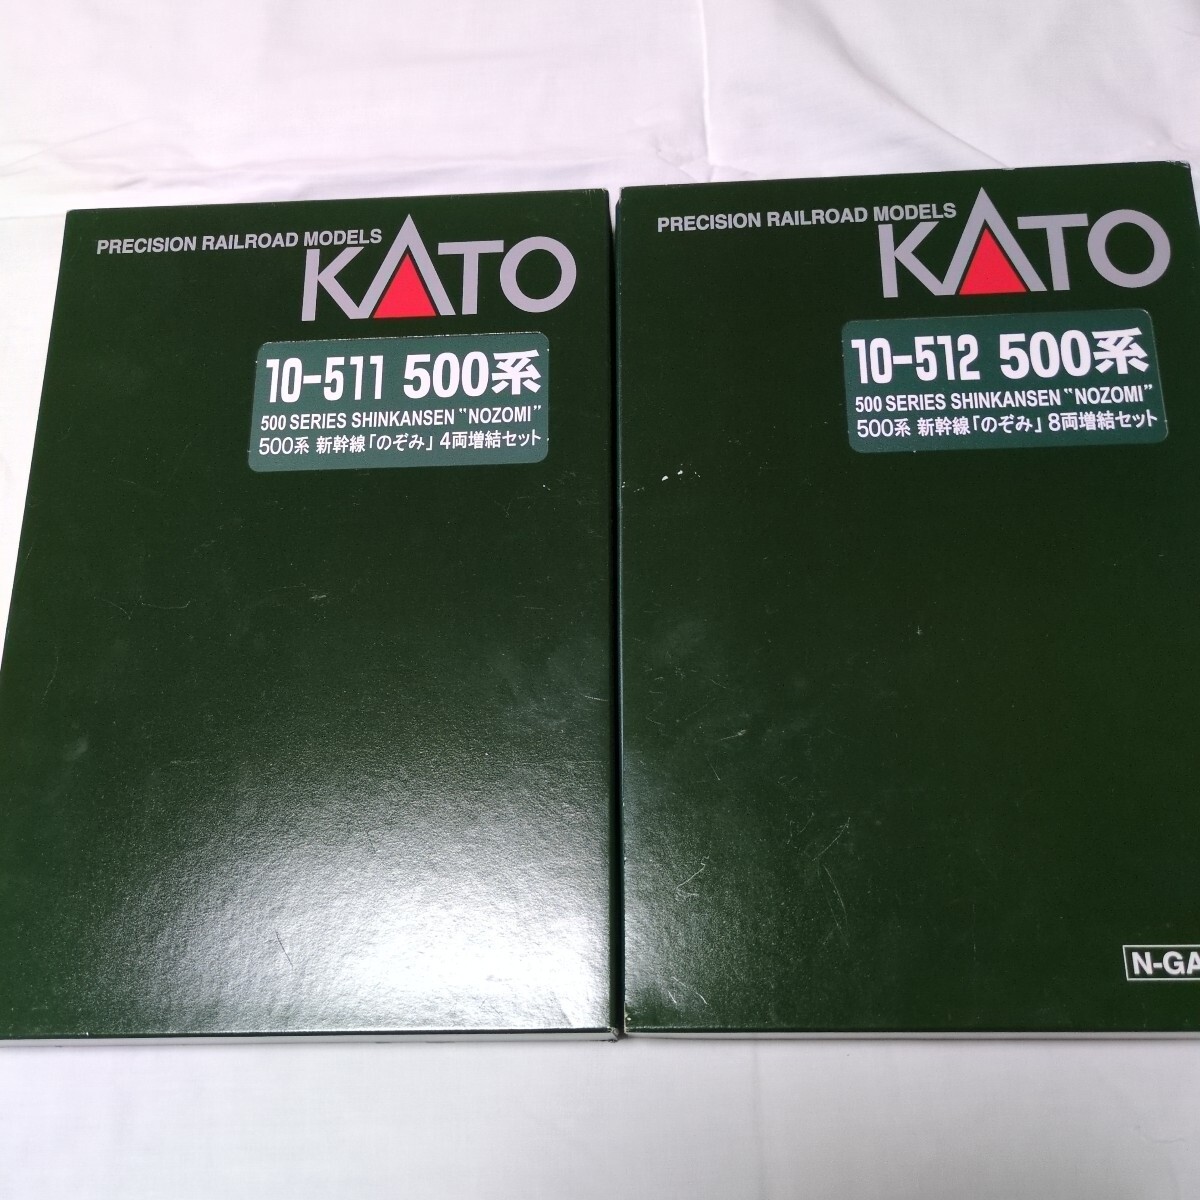 PRECISION RAILROAD MODELS
KATO
10-511 500系
500 SERIES SHINKANSEN "NOZOMI"
500系 新幹線「のぞみ」4両増結セット
PRECISION RAILROAD MODELS
KATO
10-512 500系
500 SERIES SHINKANSEN "NOZOMI"
500系 新幹線「のぞみ」8両増結セット
N-GA